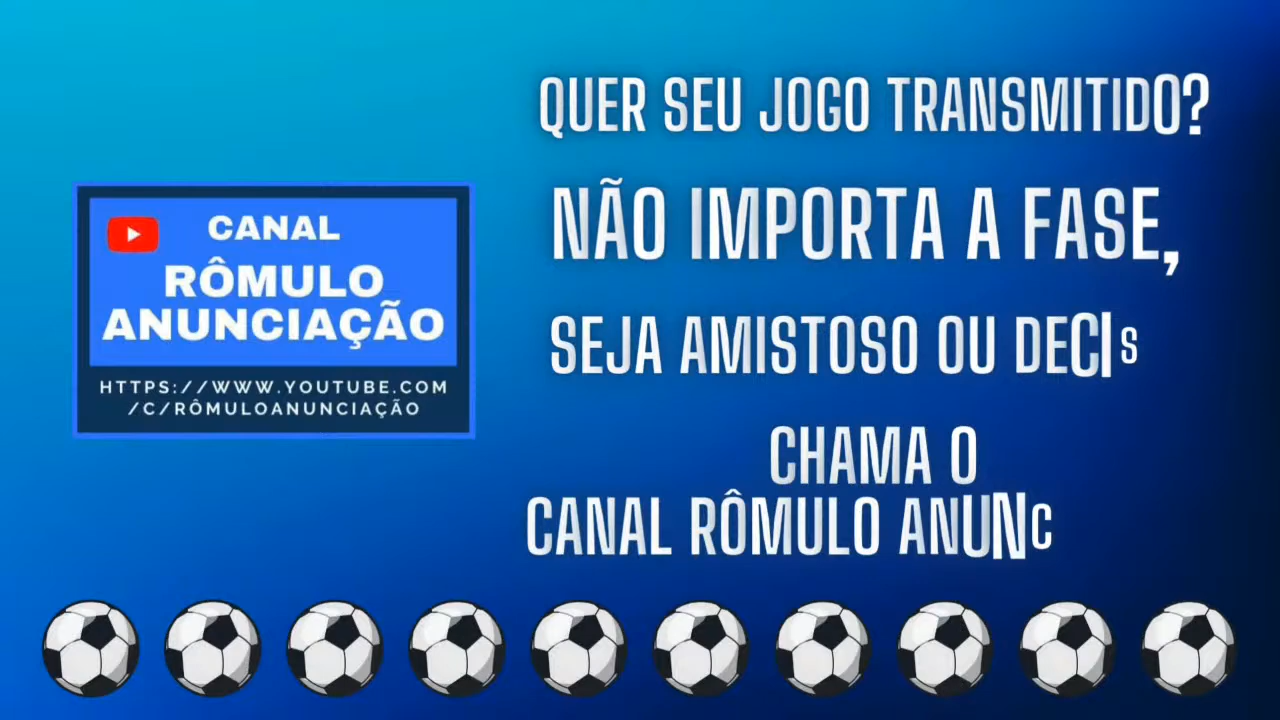 CANAL
RÔMULO
ANUNCIAÇÃO
HTTPS://WWW.YOUTUBE.COM
/C/RÔMULOANUNCIAÇÃO
QUER SEU JOGO TRANSMITIDO?
NÃO IMPORTA A FASE,
SEJA AMISTOSO OU DECIS
CHAMA O
CANAL RÔMULO ANUNC